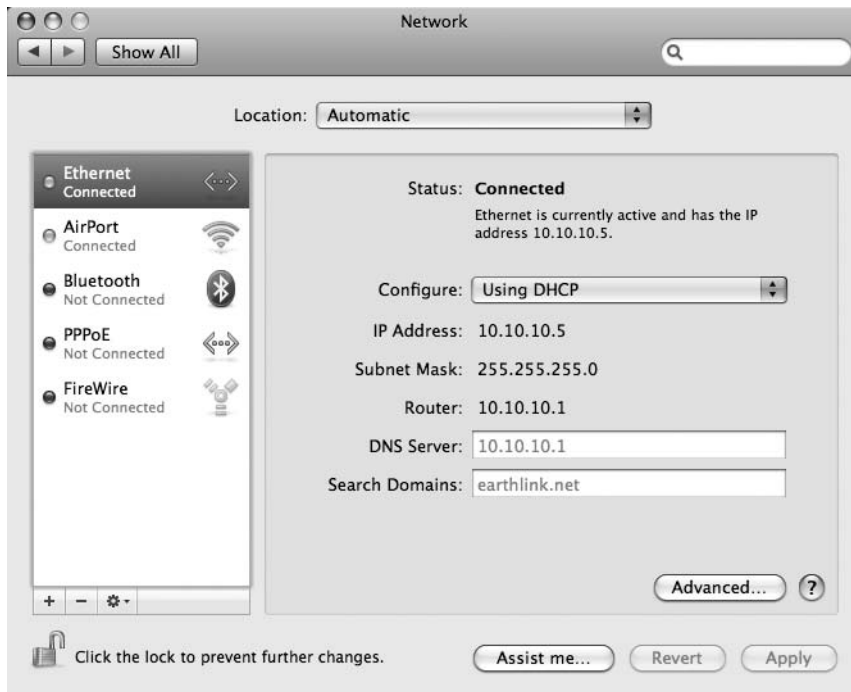 Network
Show All
Location: Automatic
Ethernet
Connected
AirPort
Connected
Bluetooth
Not Connected
PPPoE
Not Connected
FireWire
Not Connected
Status: Connected
Ethernet is currently active and has the IP
address 10.10.10.5.
Configure: Using DHCP
IP Address: 10.10.10.5
Subnet Mask: 255.255.255.0
Router: 10.10.10.1
DNS Server: 10.10.10.1
Search Domains: earthlink.net
Advanced... ?
+ −
Click the lock to prevent further changes.
Assist me... Revert Apply